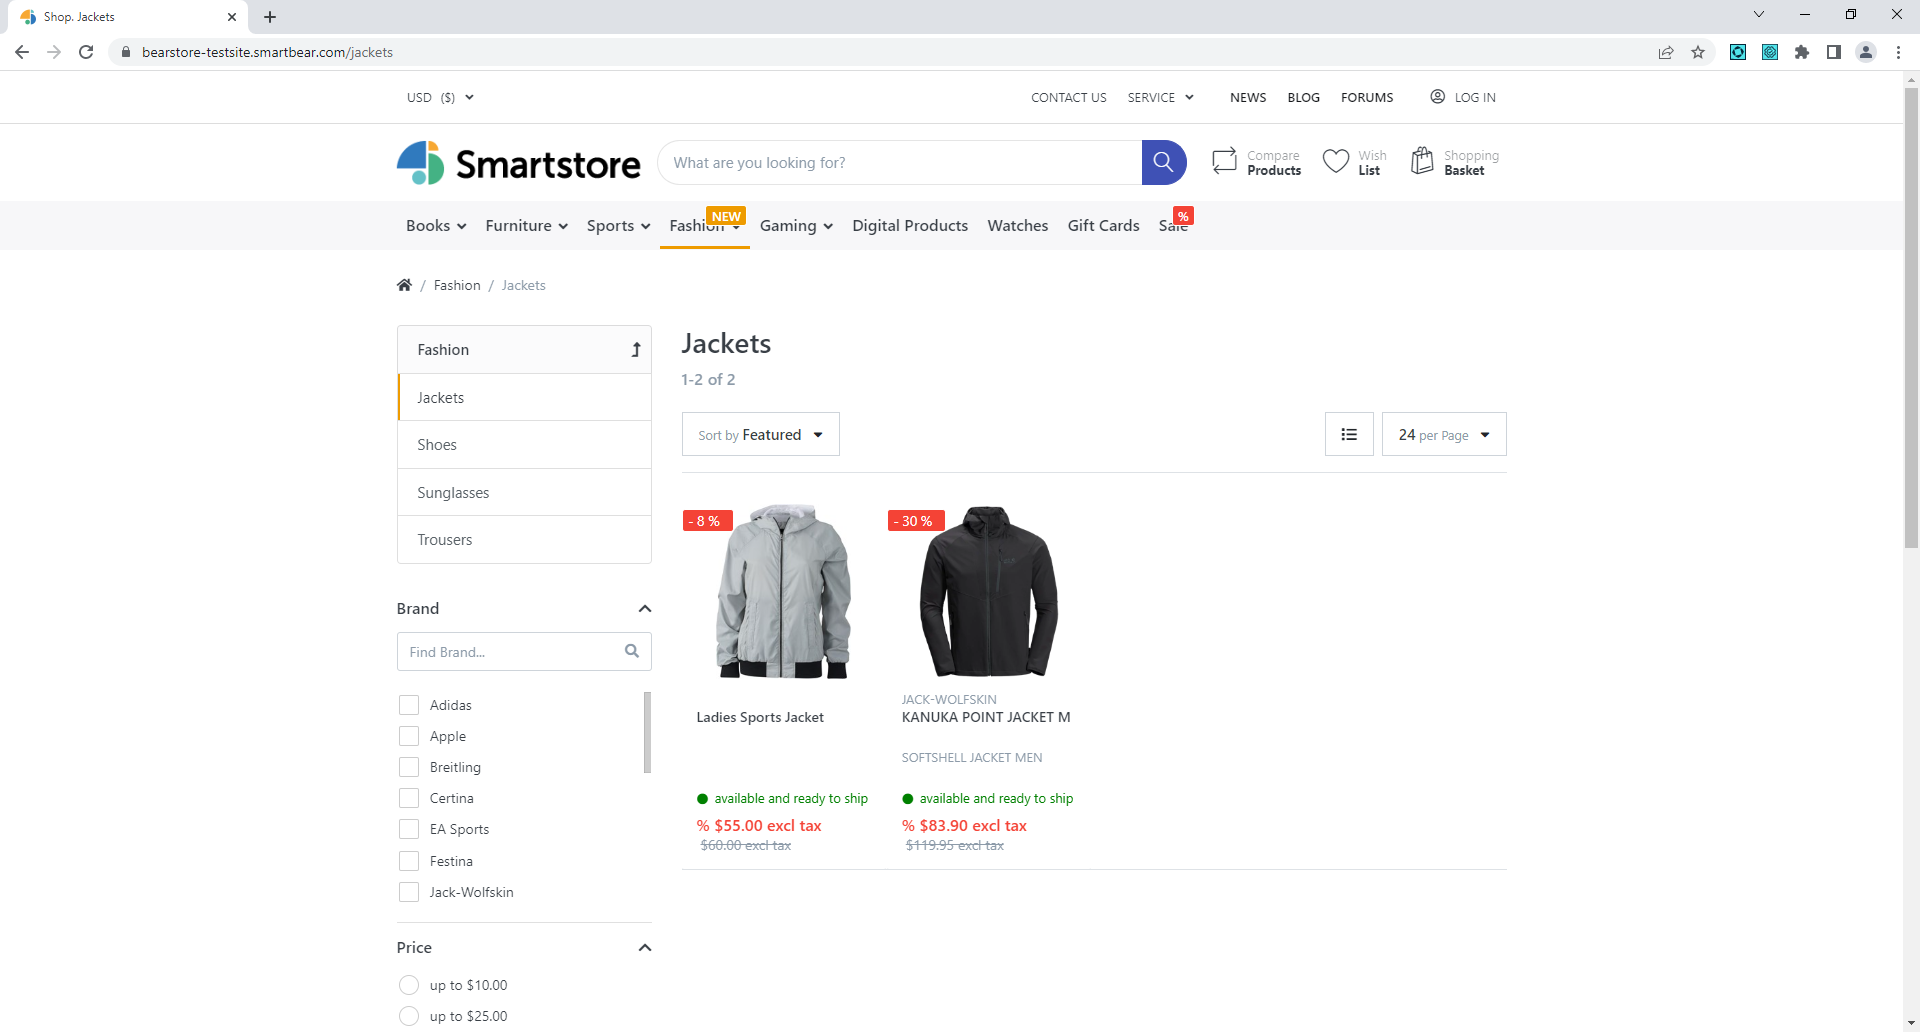 Shop. Jackets
bearstore-testsite.smartbear.com/jackets
USD ($)
CONTACT US
SERVICE
NEWS
BLOG
FORUMS
LOG IN
Smartstore
What are you looking for?
Compare
Products
Wish
List
Shopping
Basket
Books
Furniture
Sports
Fashion
NEW
Gaming
Digital Products
Watches
Gift Cards
Sale
%
/ Fashion / Jackets
Fashion
Jackets
Shoes
Sunglasses
Trousers
Brand
Find Brand...
Adidas
Apple
Breitling
Certina
EA Sports
Festina
Jack-Wolfskin
Price
up to $10.00
up to $25.00
Jackets
1-2 of 2
Sort by Featured
24 per Page
- 8 %
Ladies Sports Jacket
available and ready to ship
% $55.00 excl tax
$60.00 excl tax
- 30 %
JACK-WOLFSKIN
KANUKA POINT JACKET M
SOFTSHELL JACKET MEN
available and ready to ship
% $83.90 excl tax
$119.95 excl tax